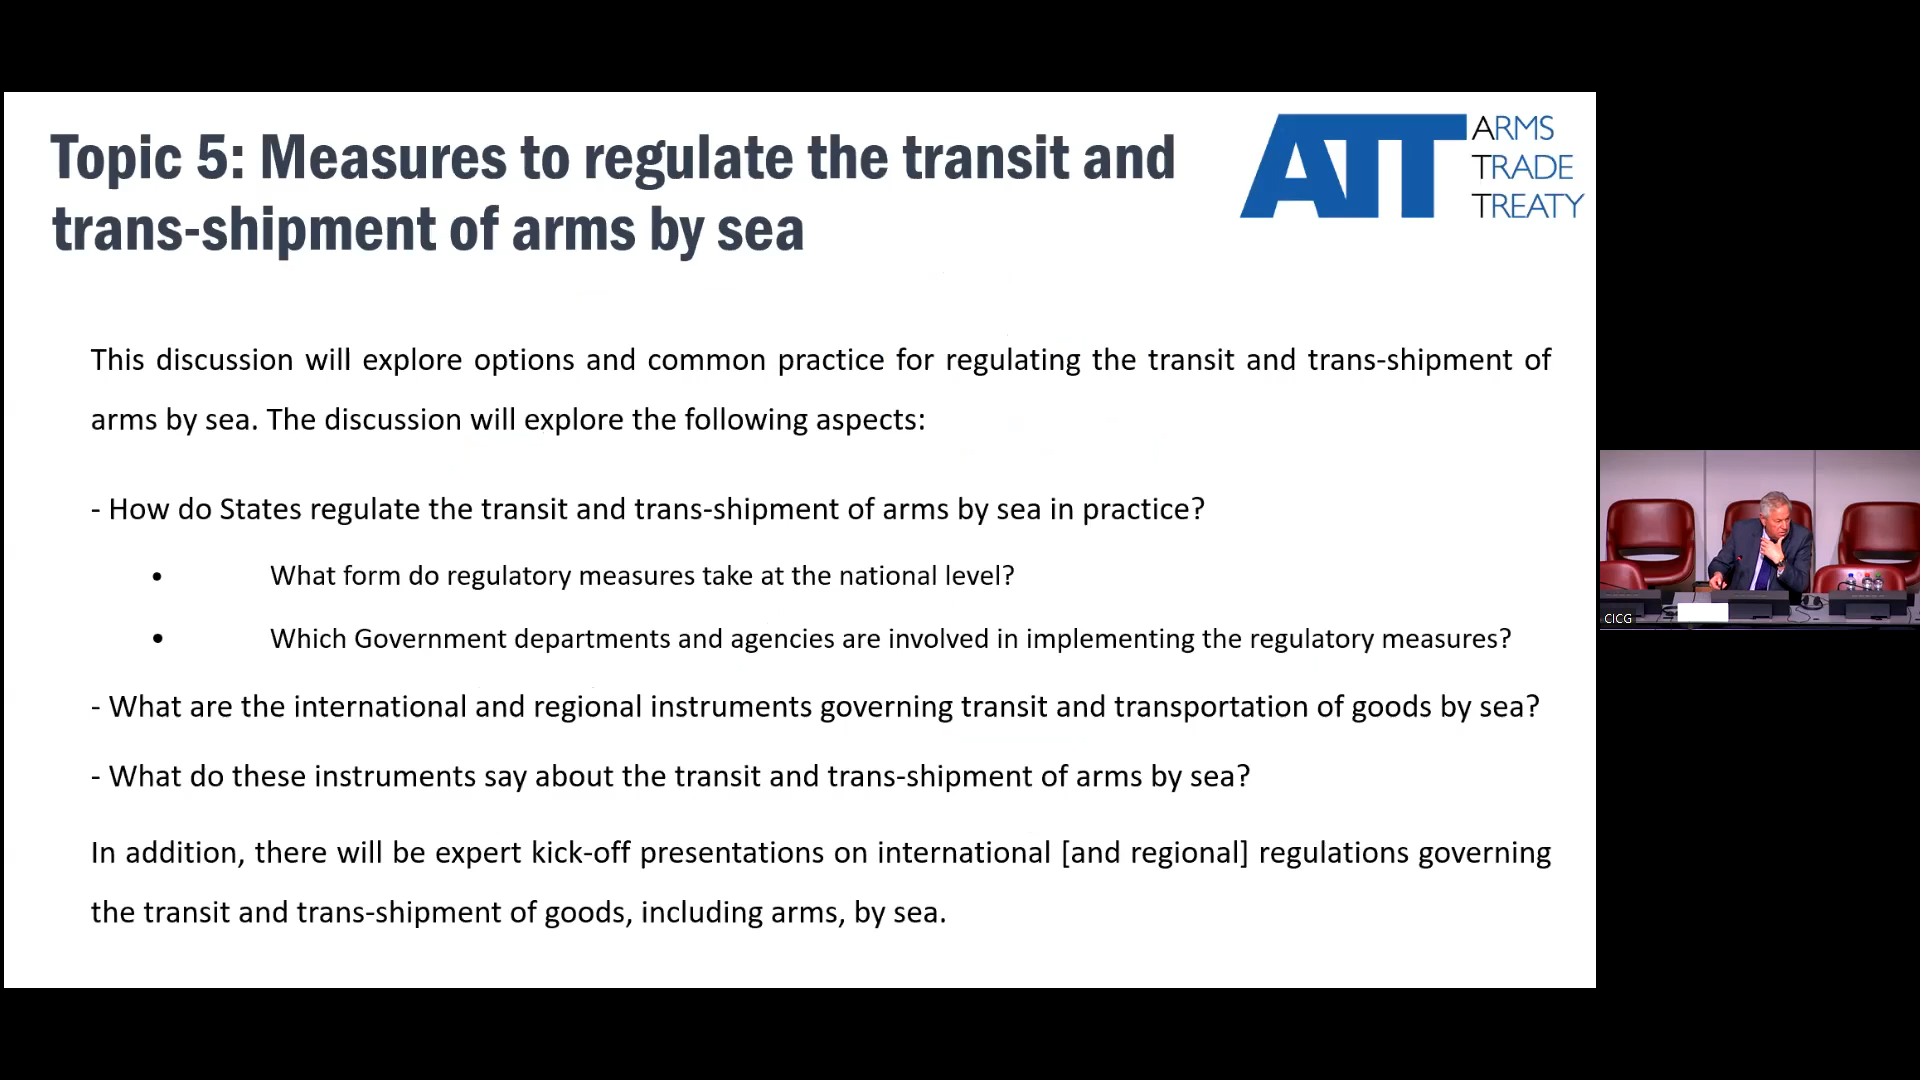 Topic 5: Measures to regulate the transit and
trans-shipment of arms by sea
ATT
ARMS
TRADE
TREATY
This discussion will explore options and common practice for regulating the transit and trans-shipment of
arms by sea. The discussion will explore the following aspects:
- How do States regulate the transit and trans-shipment of arms by sea in practice?
• What form do regulatory measures take at the national level?
• Which Government departments and agencies are involved in implementing the regulatory measures?
- What are the international and regional instruments governing transit and transportation of goods by sea?
- What do these instruments say about the transit and trans-shipment of arms by sea?
In addition, there will be expert kick-off presentations on international [and regional] regulations governing
the transit and trans-shipment of goods, including arms, by sea.
CICG